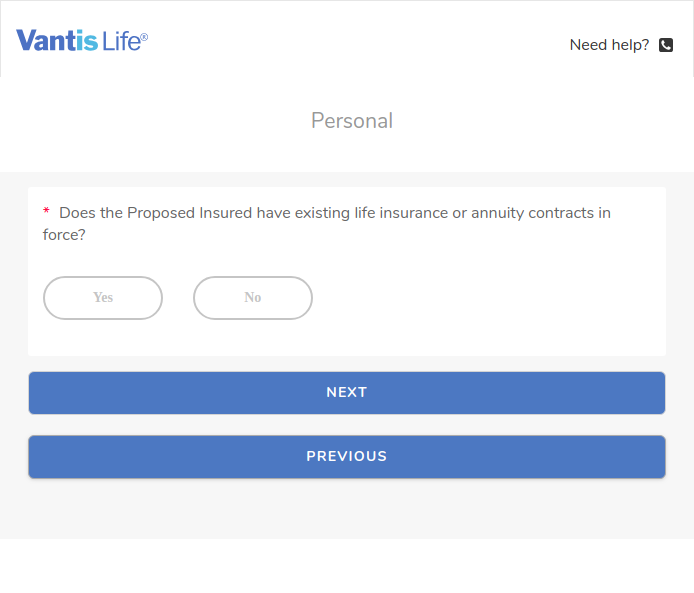 Vantis Life®
Need help?
Personal
* Does the Proposed Insured have existing life insurance or annuity contracts in
force?
Yes No
NEXT
PREVIOUS